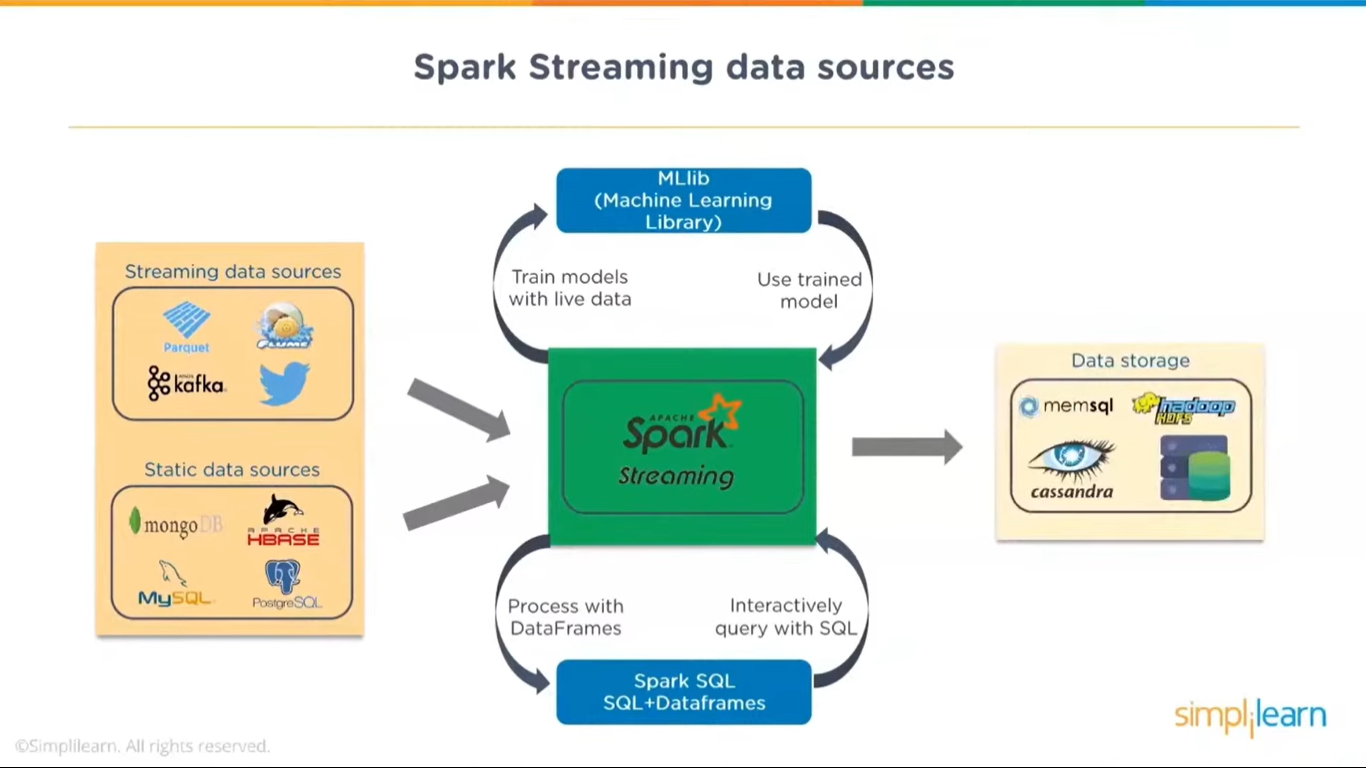 Spark Streaming data sources
MLlib
(Machine Learning
Library)
Streaming data sources
Parquet
FLUME
APACHE
kafka
Static data sources
mongoDB
APACHE
HBASE
MySQL
PostgreSQL
Train models
with live data
Use trained
model
APACHE
Spark
Streaming
Process with
DataFrames
Interactively
query with SQL
Spark SQL
SQL+Dataframes
Data storage
memsql
hadoop
HDFS
cassandra
simplilearn
©Simplilearn. All rights reserved.